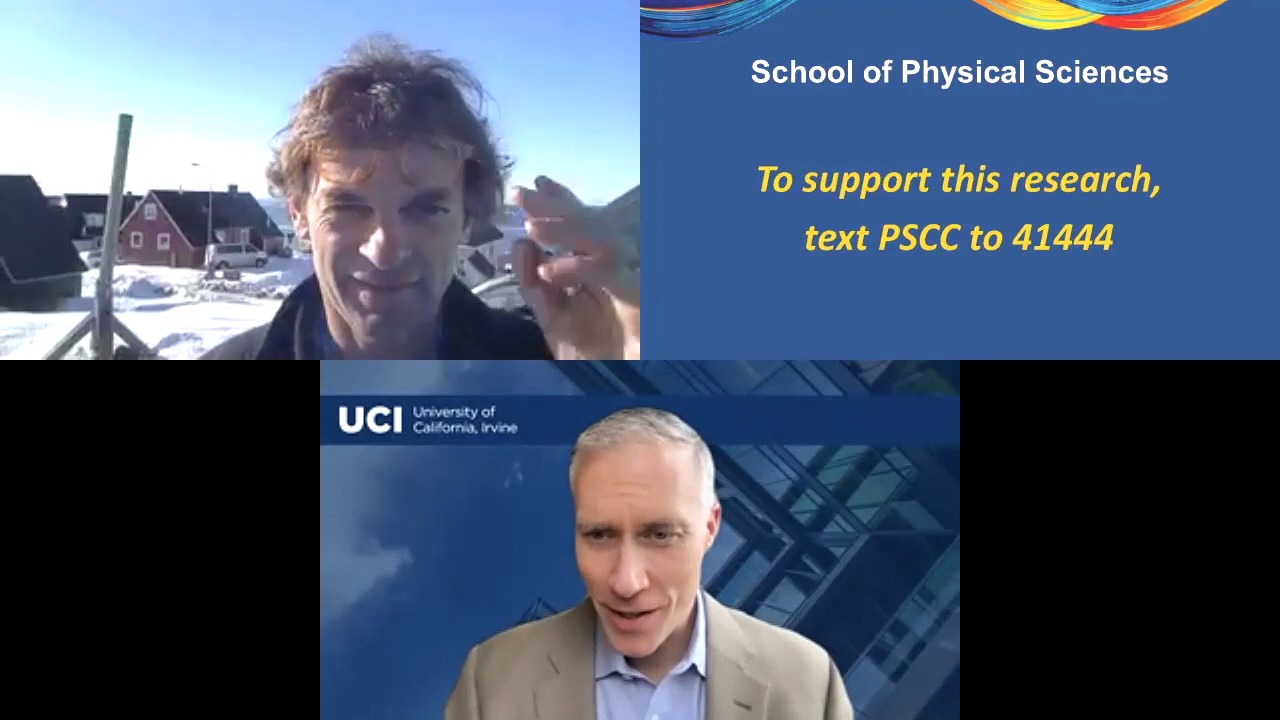 School of Physical Sciences
To support this research,
text PSCC to 41444
UCI
University of
California, Irvine